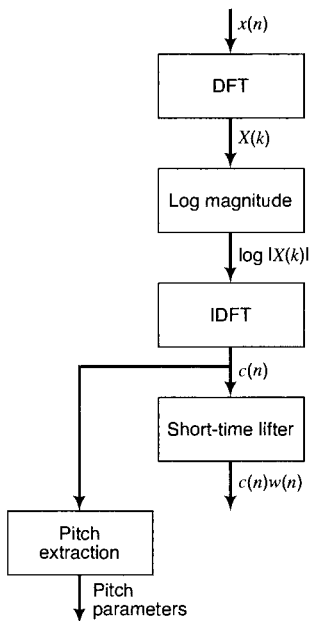 x(n)
DFT
X(k)
Log magnitude
log |X(k)|
IDFT
c(n)
Short-time lifter
c(n)w(n)
Pitch
extraction
Pitch
parameters